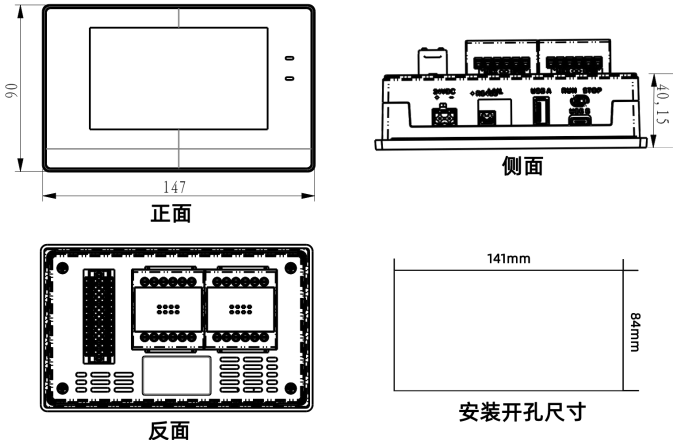 90
147
正面
24VDC
+ -
USB A
RUN STOP
USB B
40,15
侧面
反面
141mm
84mm
安装开孔尺寸